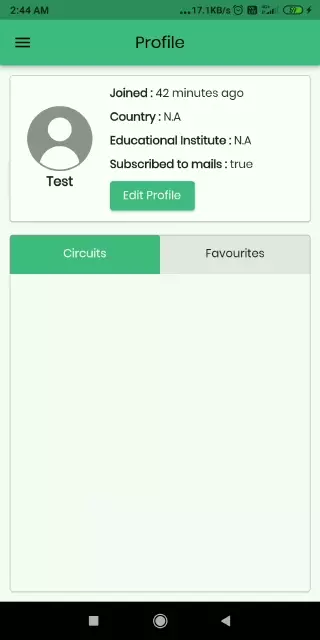 2:44 AM ...17.1KB/s 57
Profile
Joined : 42 minutes ago
Country : N.A
Educational Institute : N.A
Subscribed to mails : true
Test
Edit Profile
Circuits Favourites